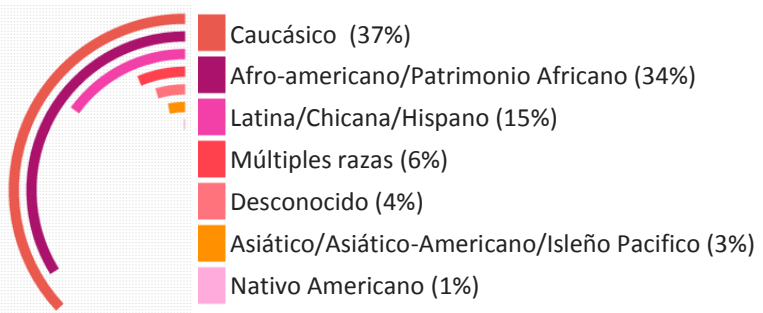 Caucásico  (37%)
Afro-americano/Patrimonio Africano (34%)
Latina/Chicana/Hispano (15%)
Múltiples razas (6%)
Desconocido (4%)
Asiático/Asiático-Americano/Isleño Pacifico (3%)
Nativo Americano (1%)